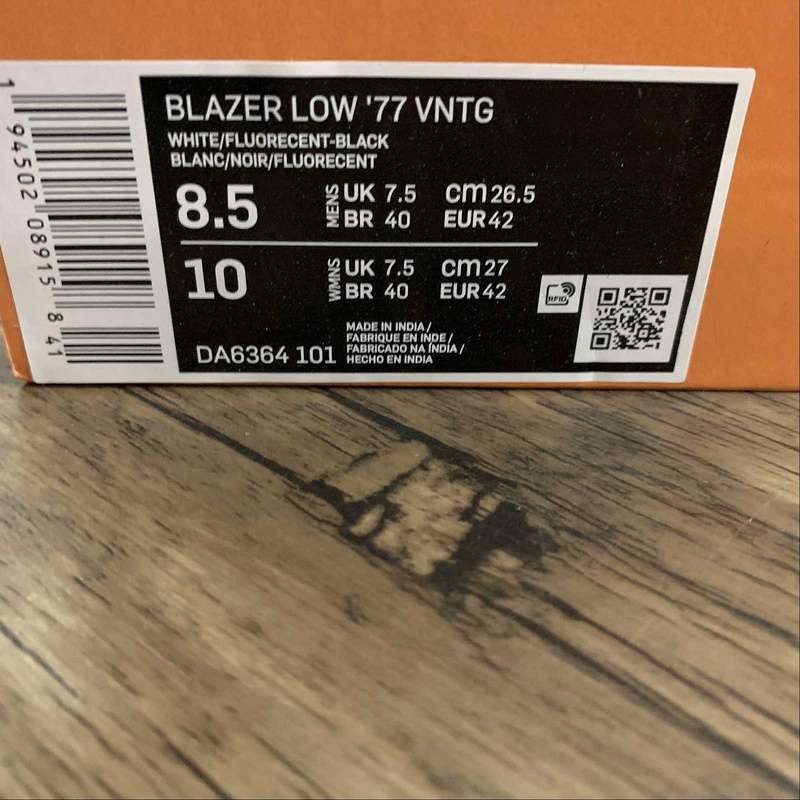 1 94502 08915 8 41
BLAZER LOW '77 VNTG
WHITE/FLUORECENT-BLACK
BLANC/NOIR/FLUORECENT
8.5 MENS UK 7.5 cm 26.5
BR 40 EUR 42
10 WMNS UK 7.5 cm 27
BR 40 EUR 42
RFID
DA6364 101
MADE IN INDIA /
FABRIQUE EN INDE /
FABRICADO NA ÍNDIA /
HECHO EN INDIA